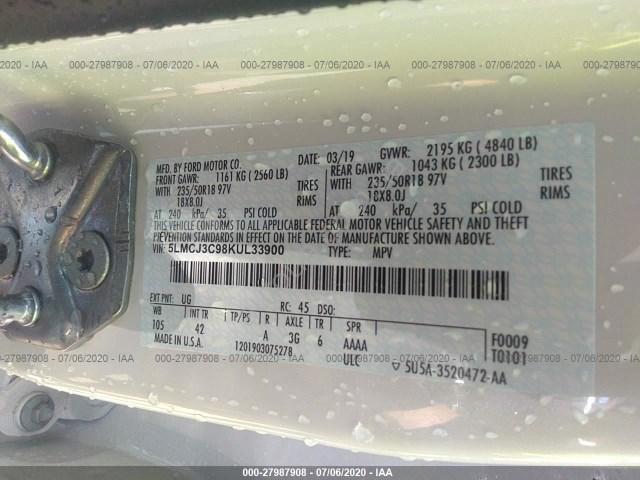 000-27987908 - 07/06/2020 - IAA
MFD. BY FORD MOTOR CO.
DATE: 03/19 GVWR: 2195 KG ( 4840 LB)
FRONT GAWR: 1161 KG ( 2560 LB) REAR GAWR: 1043 KG ( 2300 LB)
WITH 235/50R18 97V TIRES WITH 235/50R18 97V TIRES
18X8.0J RIMS 18X8.0J RIMS
AT 240 kPa/ 35 PSI COLD AT 240 kPa/ 35 PSI COLD
THIS VEHICLE CONFORMS TO ALL APPLICABLE FEDERAL MOTOR VEHICLE SAFETY AND THEFT
PREVENTION STANDARDS IN EFFECT ON THE DATE OF MANUFACTURE SHOWN ABOVE.
VIN: 5LMCJ3C98KUL33900 TYPE: MPV
EXT PNT: UG RC: 45 DSO:
WB INT TR TP/PS R AXLE TR SPR F0009
105 42 A 3G 6 AAAA T0101
MADE IN U.S.A. 1201903075278 ULC 5U5A-3520472-AA
000-27987908 - 07/06/2020 - IAA